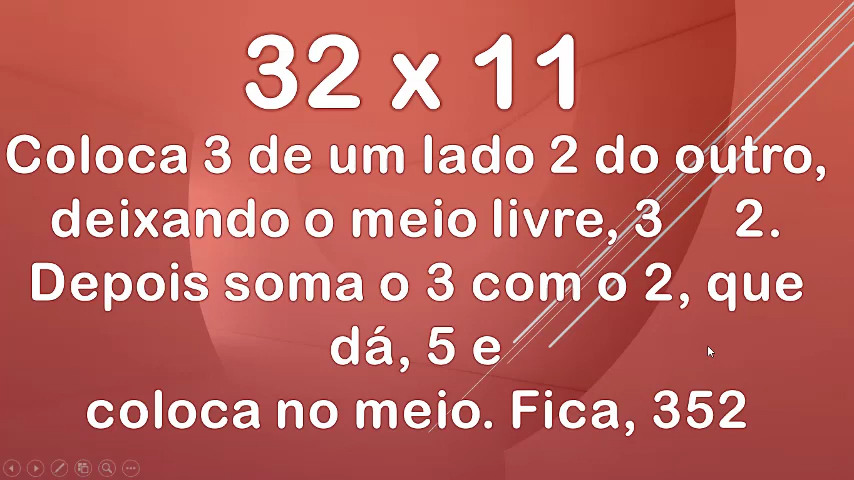 32 x 11
Coloca 3 de um lado 2 do outro,
deixando o meio livre, 3 2.
Depois soma o 3 com o 2, que
dá, 5 e
coloca no meio. Fica, 352